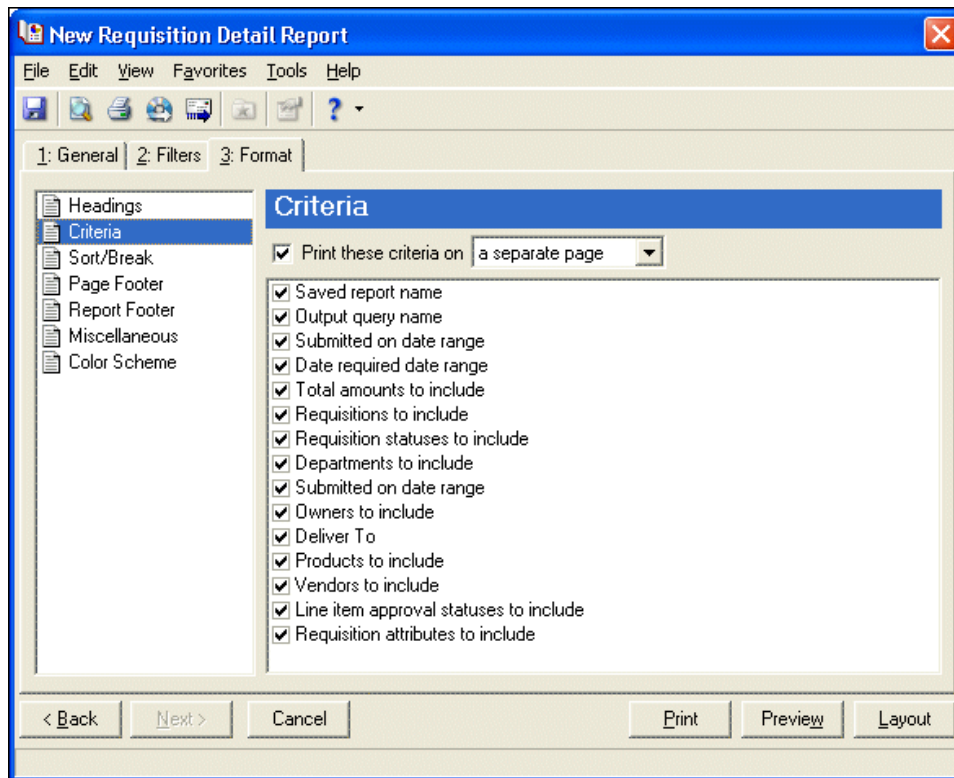 New Requisition Detail Report
File Edit View Favorites Tools Help
?
1: General 2: Filters 3: Format
Headings
Criteria
Sort/Break
Page Footer
Report Footer
Miscellaneous
Color Scheme
Criteria
Print these criteria on a separate page
Saved report name
Output query name
Submitted on date range
Date required date range
Total amounts to include
Requisitions to include
Requisition statuses to include
Departments to include
Submitted on date range
Owners to include
Deliver To
Products to include
Vendors to include
Line item approval statuses to include
Requisition attributes to include
< Back Next > Cancel Print Preview Layout